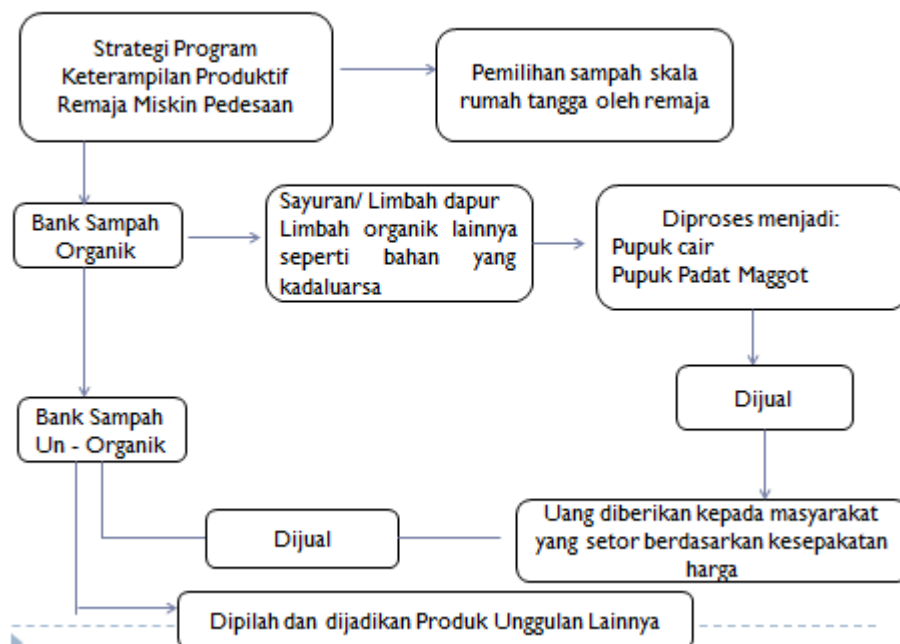 Strategi Program
Keterampilan Produktif
Remaja Miskin Pedesaan
Pemilihan sampah skala
rumah tangga oleh remaja
Bank Sampah
Organik
Sayuran/ Limbah dapur
Limbah organik lainnya
seperti bahan yang
kadaluarsa
Diproses menjadi:
Pupuk cair
Pupuk Padat Maggot
Dijual
Bank Sampah
Un - Organik
Dijual
Uang diberikan kepada masyarakat
yang setor berdasarkan kesepakatan
harga
Dipilah dan dijadikan Produk Unggulan Lainnya